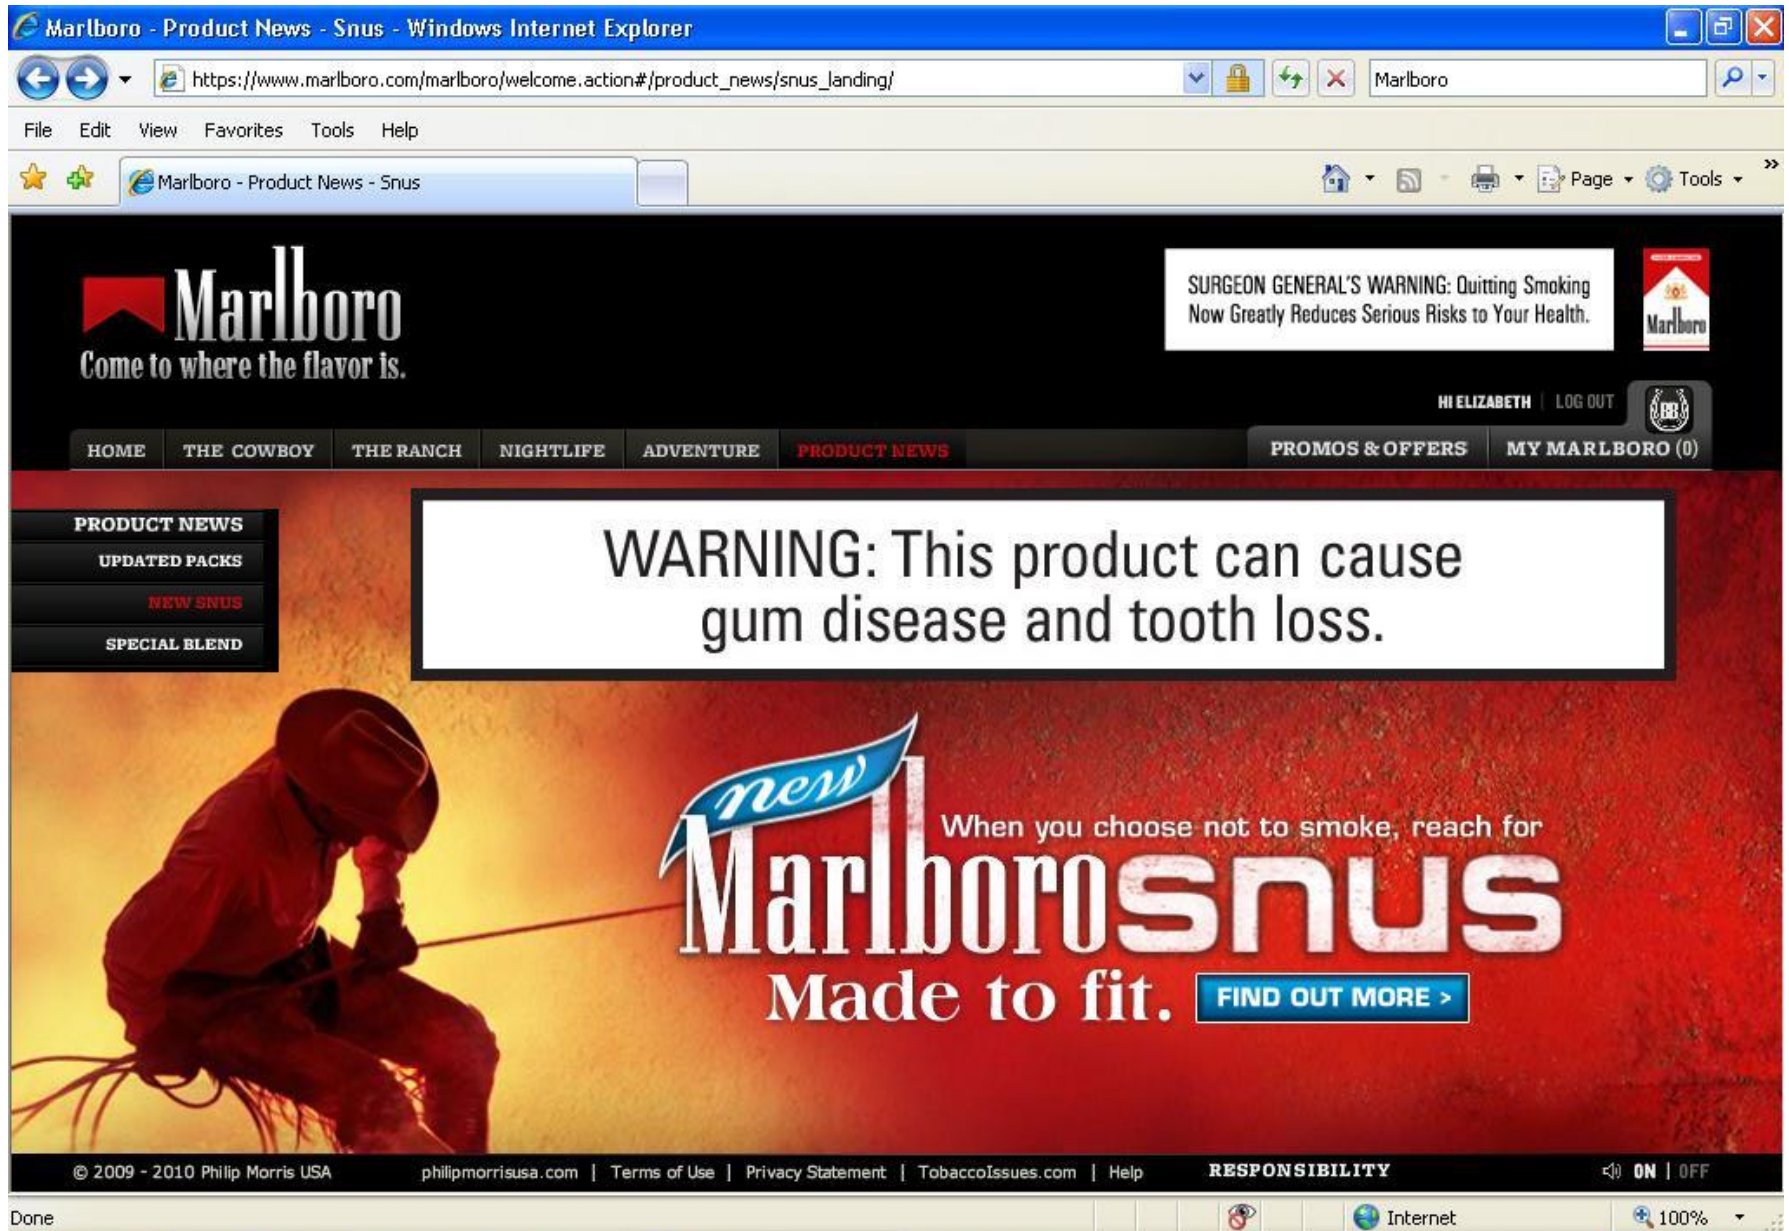 Marlboro - Product News - Snus - Windows Internet Explorer
https://www.marlboro.com/marlboro/welcome.action#/product_news/snus_landing/
Marlboro
File Edit View Favorites Tools Help
Marlboro - Product News - Snus
Page Tools »
Marlboro
Come to where the flavor is.
SURGEON GENERAL'S WARNING: Quitting Smoking
Now Greatly Reduces Serious Risks to Your Health.
Marlboro
HI ELIZABETH | LOG OUT
BB
HOME THE COWBOY THE RANCH NIGHTLIFE ADVENTURE PRODUCT NEWS PROMOS & OFFERS MY MARLBORO (0)
PRODUCT NEWS
UPDATED PACKS
NEW SNUS
SPECIAL BLEND
WARNING: This product can cause
gum disease and tooth loss.
new
When you choose not to smoke, reach for
Marlboro snus
Made to fit.
FIND OUT MORE >
© 2009 - 2010 Philip Morris USA philipmorrisusa.com | Terms of Use | Privacy Statement | TobaccoIssues.com | Help RESPONSIBILITY ON | OFF
Done Internet 100%